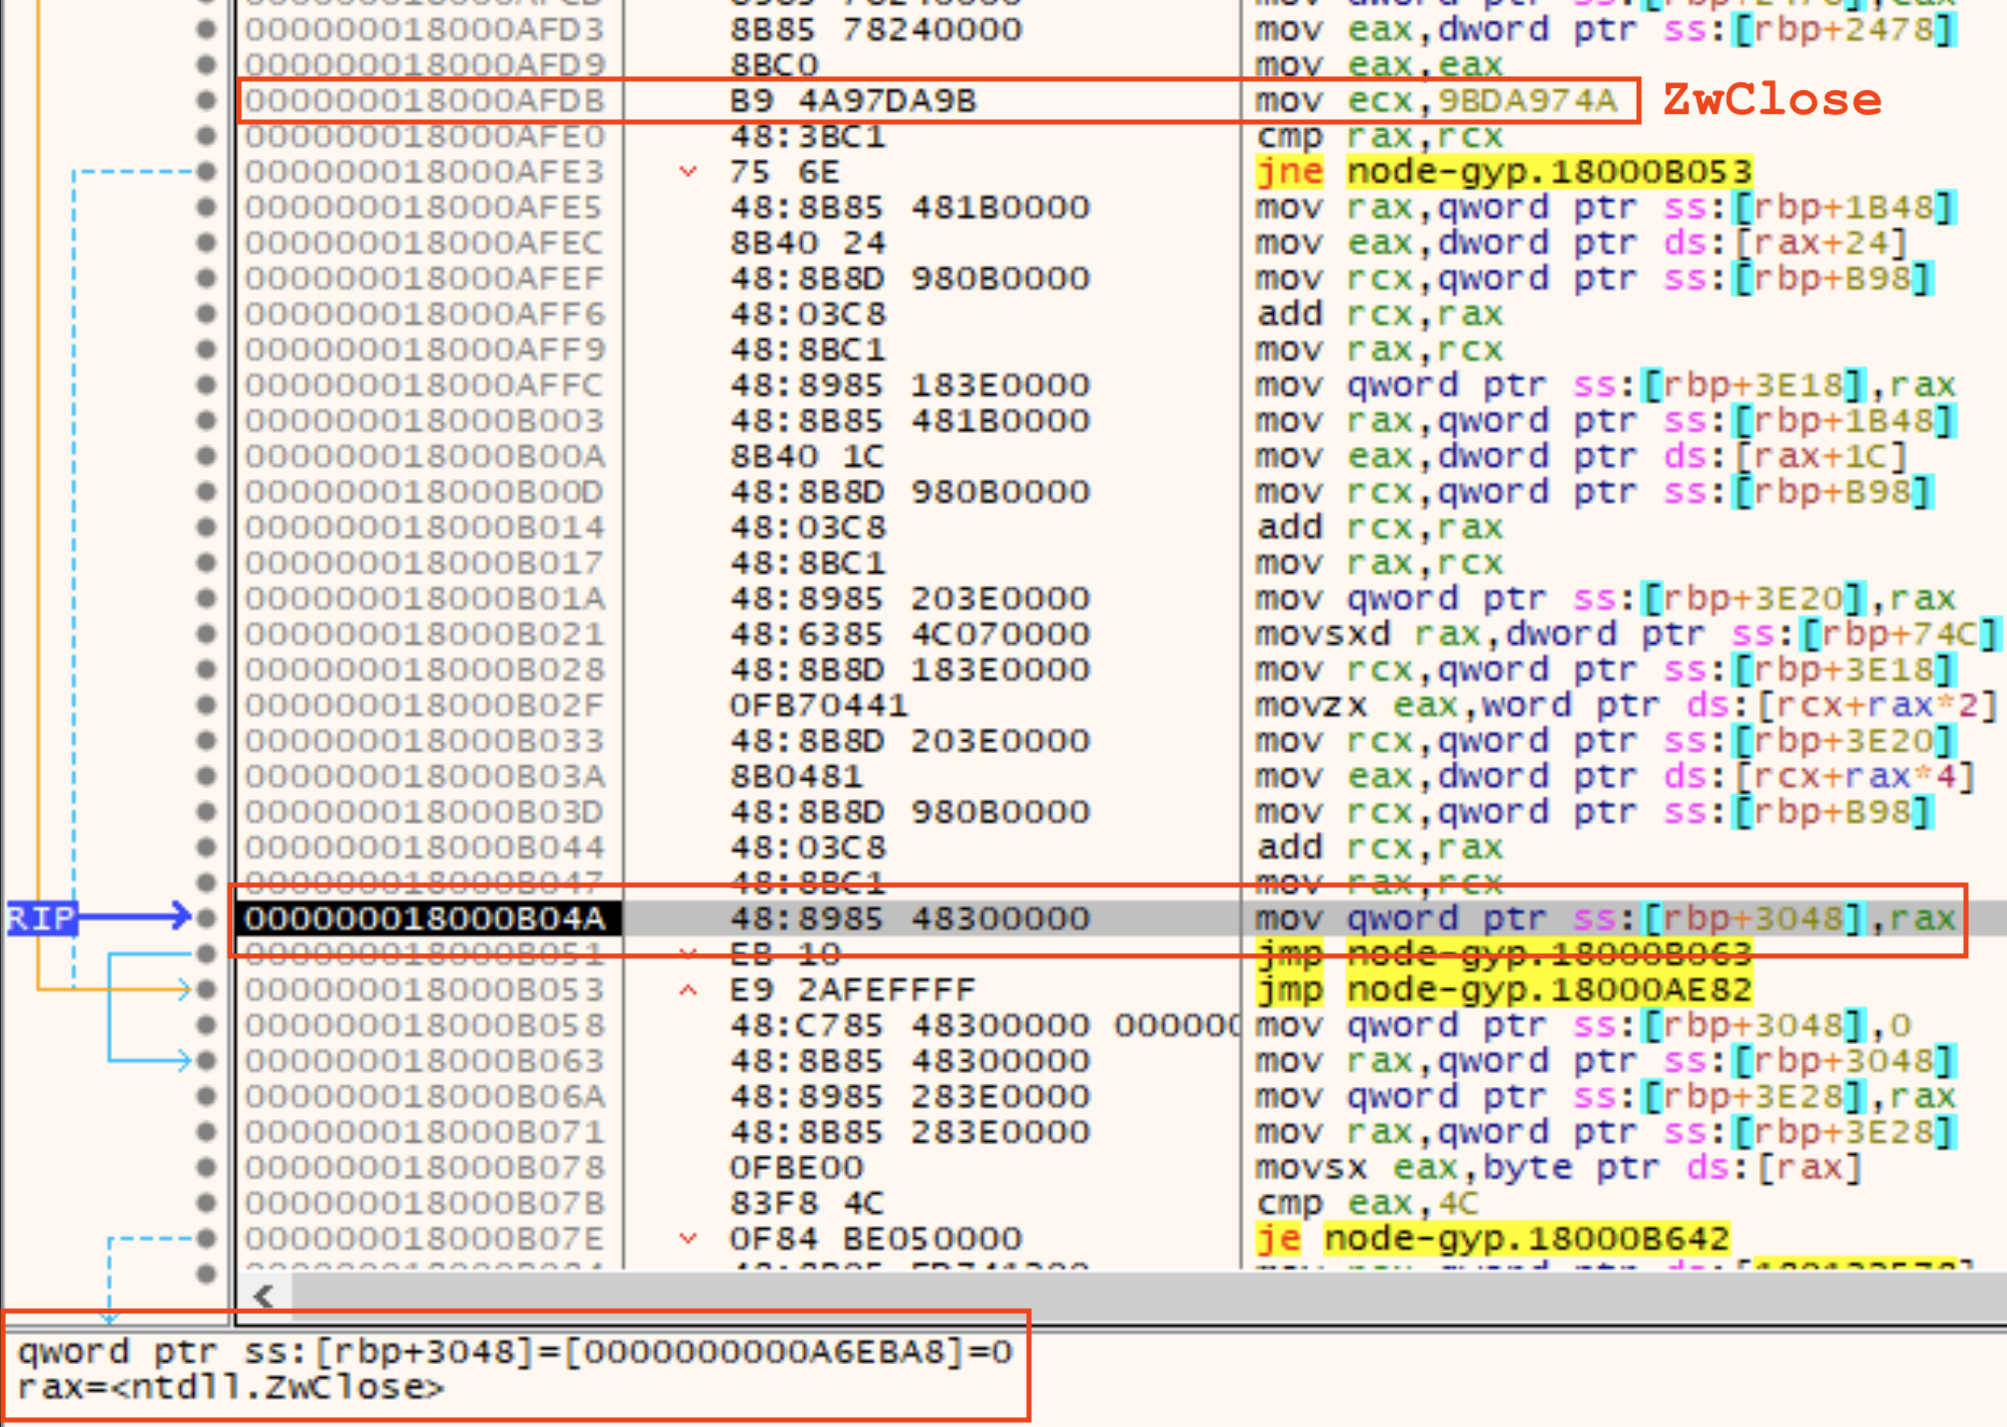 000000018000AFD3 8B85 78240000 mov eax,dword ptr ss:[rbp+2478]
000000018000AFD9 8BC0 mov eax,eax
000000018000AFDB B9 4A97DA9B mov ecx,9BDA974A ZwClose
000000018000AFE0 48:3BC1 cmp rax,rcx
000000018000AFE3 75 6E jne node-gyp.18000B053
000000018000AFE5 48:8B85 481B0000 mov rax,qword ptr ss:[rbp+1B48]
000000018000AFEC 8B40 24 mov eax,dword ptr ds:[rax+24]
000000018000AFEF 48:8B8D 980B0000 mov rcx,qword ptr ss:[rbp+B98]
000000018000AFF6 48:03C8 add rcx,rax
000000018000AFF9 48:8BC1 mov rax,rcx
000000018000AFFC 48:8985 183E0000 mov qword ptr ss:[rbp+3E18],rax
000000018000B003 48:8B85 481B0000 mov rax,qword ptr ss:[rbp+1B48]
000000018000B00A 8B40 1C mov eax,dword ptr ds:[rax+1C]
000000018000B00D 48:8B8D 980B0000 mov rcx,qword ptr ss:[rbp+B98]
000000018000B014 48:03C8 add rcx,rax
000000018000B017 48:8BC1 mov rax,rcx
000000018000B01A 48:8985 203E0000 mov qword ptr ss:[rbp+3E20],rax
000000018000B021 48:6385 4C070000 movsxd rax,dword ptr ss:[rbp+74C]
000000018000B028 48:8B8D 183E0000 mov rcx,qword ptr ss:[rbp+3E18]
000000018000B02F 0FB70441 movzx eax,word ptr ds:[rcx+rax*2]
000000018000B033 48:8B8D 203E0000 mov rcx,qword ptr ss:[rbp+3E20]
000000018000B03A 8B0481 mov eax,dword ptr ds:[rcx+rax*4]
000000018000B03D 48:8B8D 980B0000 mov rcx,qword ptr ss:[rbp+B98]
000000018000B044 48:03C8 add rcx,rax
000000018000B047 48:8BC1 mov rax,rcx
RIP 000000018000B04A 48:8985 48300000 mov qword ptr ss:[rbp+3048],rax
000000018000B051 EB 10 jmp node-gyp.18000B063
000000018000B053 E9 2AFEFFFF jmp node-gyp.18000AE82
000000018000B058 48:C785 48300000 000000 mov qword ptr ss:[rbp+3048],0
000000018000B063 48:8B85 48300000 mov rax,qword ptr ss:[rbp+3048]
000000018000B06A 48:8985 283E0000 mov qword ptr ss:[rbp+3E28],rax
000000018000B071 48:8B85 283E0000 mov rax,qword ptr ss:[rbp+3E28]
000000018000B078 0FBE00 movsx eax,byte ptr ds:[rax]
000000018000B07B 83F8 4C cmp eax,4C
000000018000B07E 0F84 BE050000 je node-gyp.18000B642
qword ptr ss:[rbp+3048]=[0000000000A6EBA8]=0
rax=<ntdll.ZwClose>